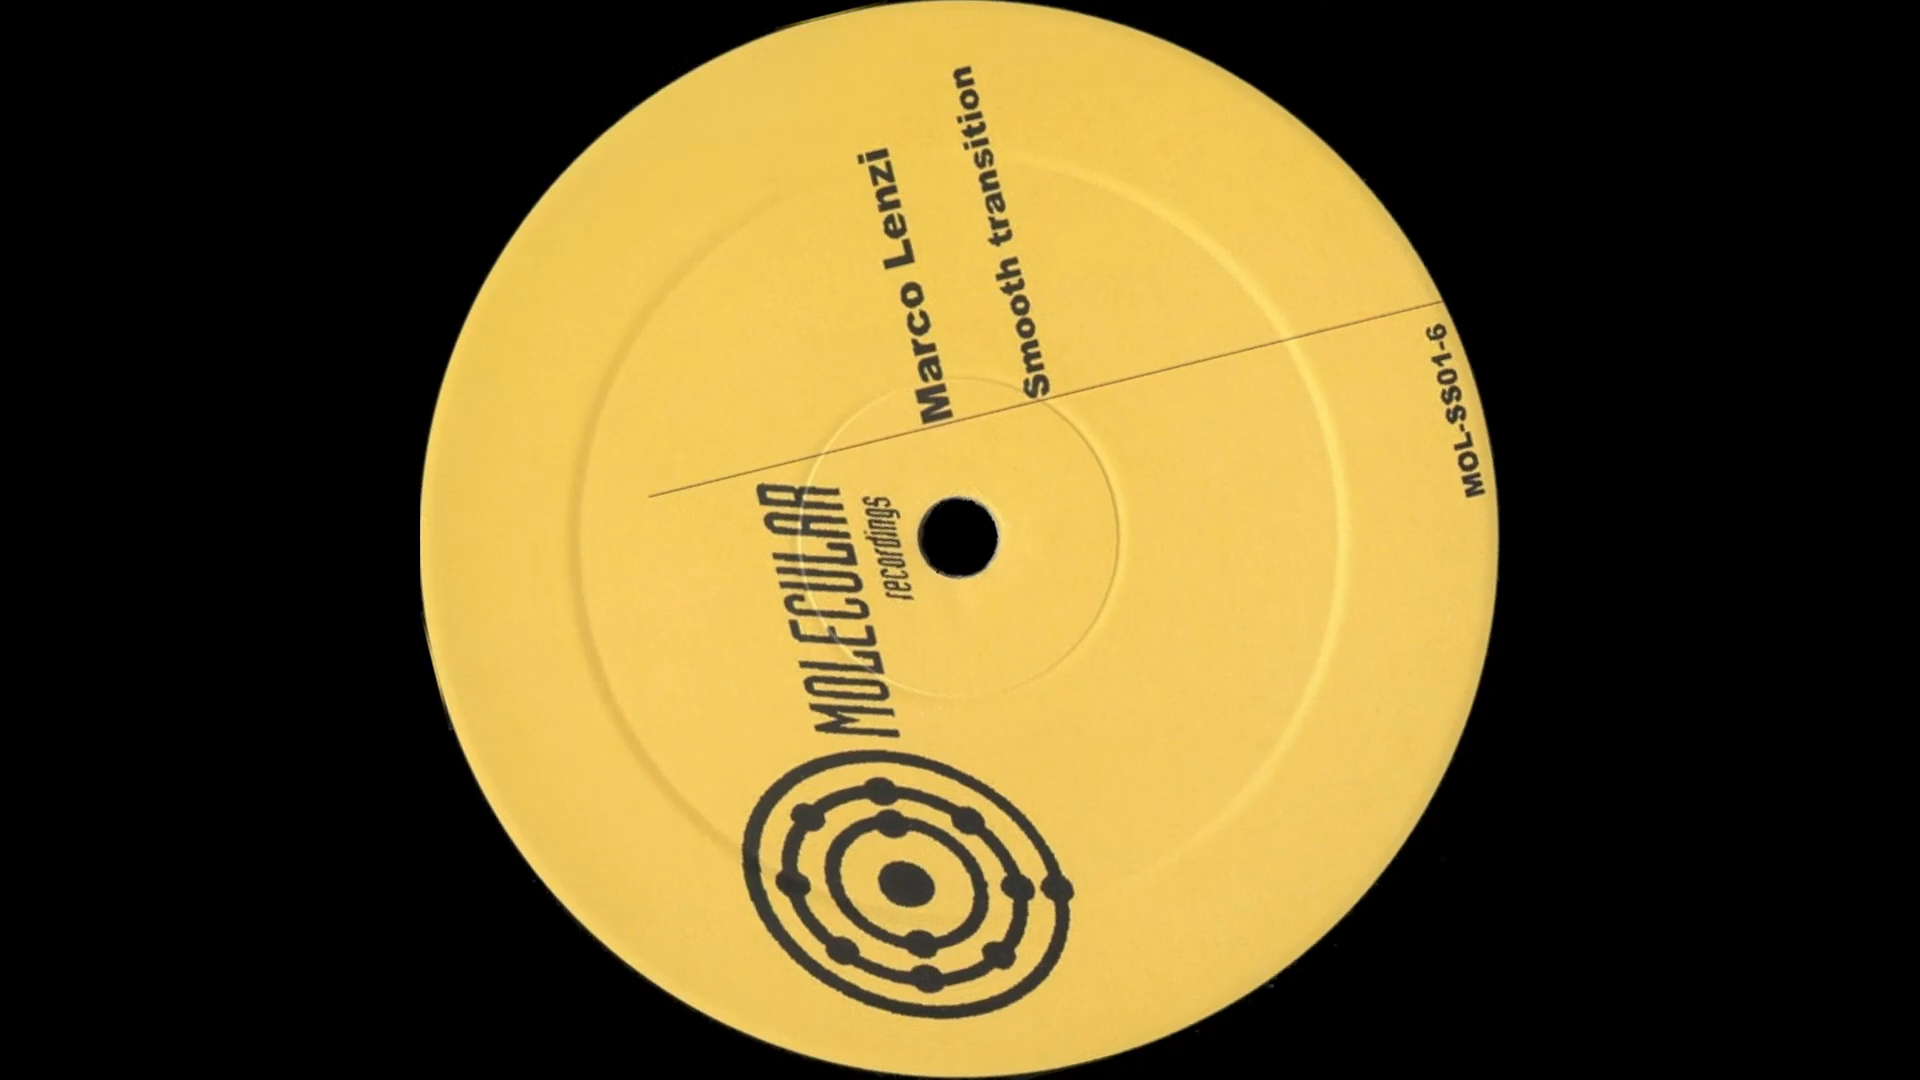 MOLECULAR
recordings
Marco Lenzi
Smooth transition
MOL-SS01-6